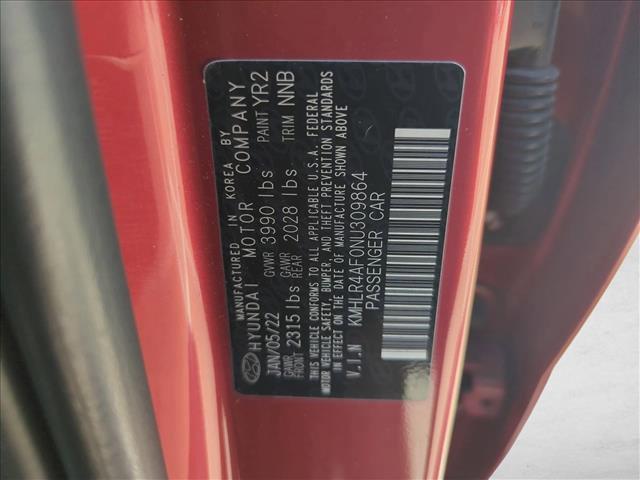 MANUFACTURED IN KOREA BY
HYUNDAI MOTOR COMPANY
JAN/05/22 GVWR 3990 lbs PAINT YR2
GAWR FRONT 2315 lbs GAWR REAR 2028 lbs TRIM NNB
THIS VEHICLE CONFORMS TO ALL APPLICABLE U.S.A. FEDERAL
MOTOR VEHICLE SAFETY, BUMPER, AND THEFT PREVENTION STANDARDS
IN EFFECT ON THE DATE OF MANUFACTURE SHOWN ABOVE
V.I.N KMHLR4AF0NU309864
PASSENGER CAR